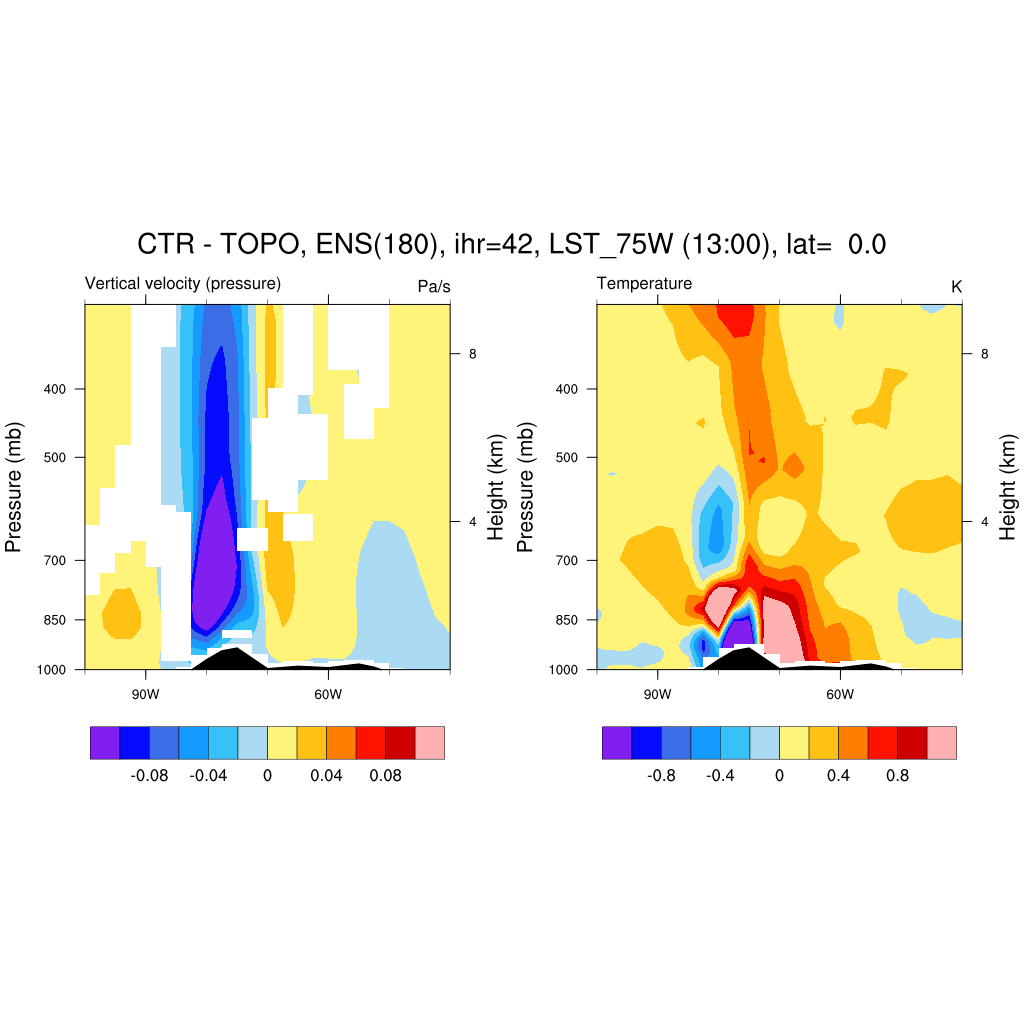 CTR - TOPO, ENS(180), ihr=42, LST_75W (13:00), lat= 0.0
Vertical velocity (pressure) Pa/s
Pressure (mb)
400
500
700
850
1000
90W 60W
8
4
Height (km)
-0.08 -0.04 0 0.04 0.08
Temperature K
Pressure (mb)
400
500
700
850
1000
90W 60W
8
4
Height (km)
-0.8 -0.4 0 0.4 0.8